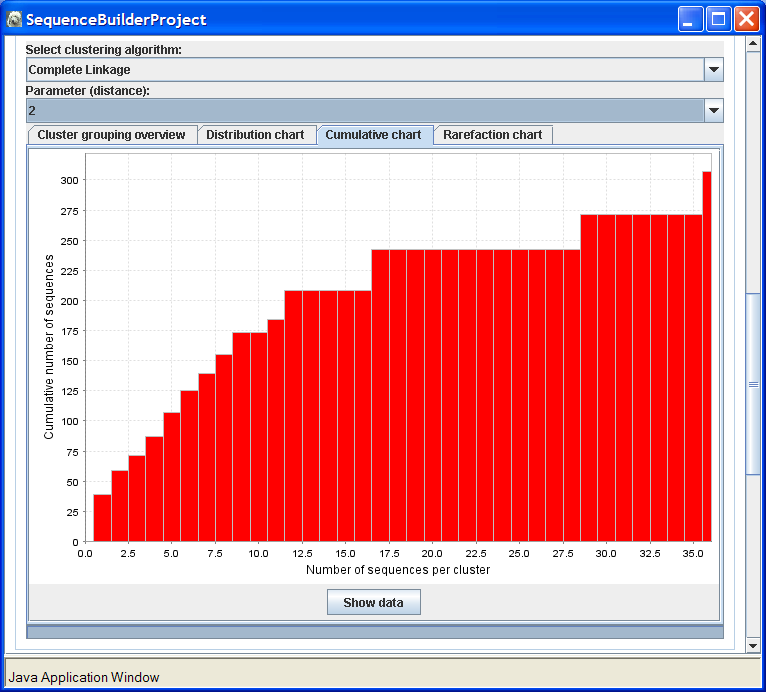 SequenceBuilderProject
Select clustering algorithm:
Complete Linkage
Parameter (distance):
2
Cluster grouping overview Distribution chart Cumulative chart Rarefaction chart
Cumulative number of sequences
300
275
250
225
200
175
150
125
100
75
50
25
0
0.0 2.5 5.0 7.5 10.0 12.5 15.0 17.5 20.0 22.5 25.0 27.5 30.0 32.5 35.0
Number of sequences per cluster
Show data
Java Application Window